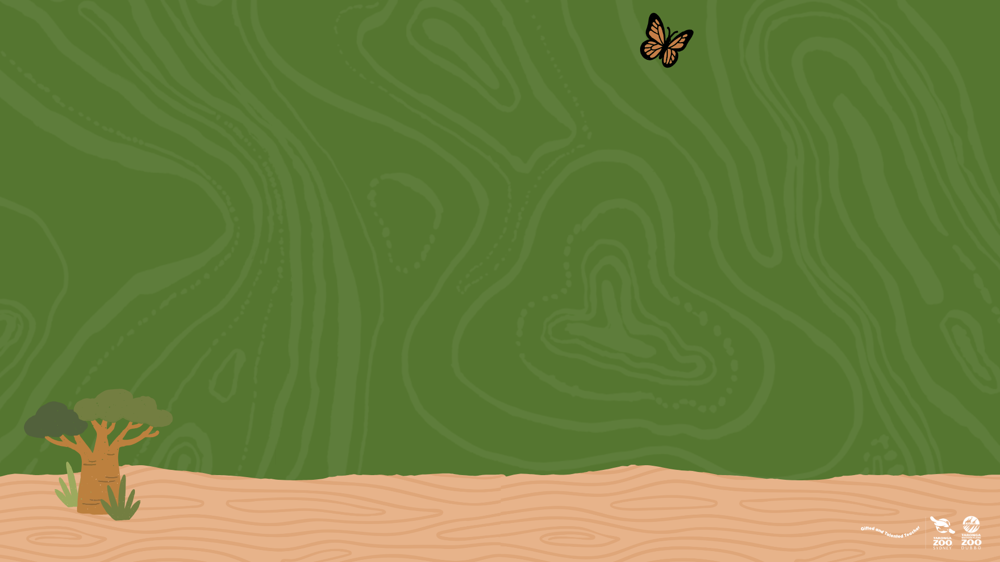 Gifted and Talented Teacher
TARONGA
ZOO
SYDNEY
TARONGA
WESTERN PLAINS
ZOO
DUBBO